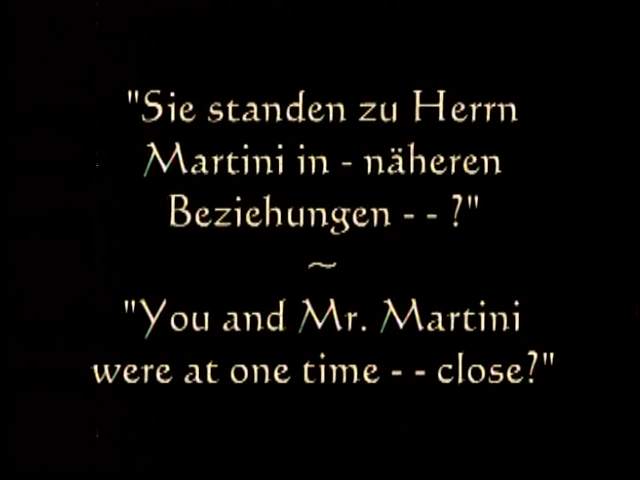 "Sie standen zu Herrn
Martini in - näheren
Beziehungen - - ?"
~
"You and Mr. Martini
were at one time - - close?"